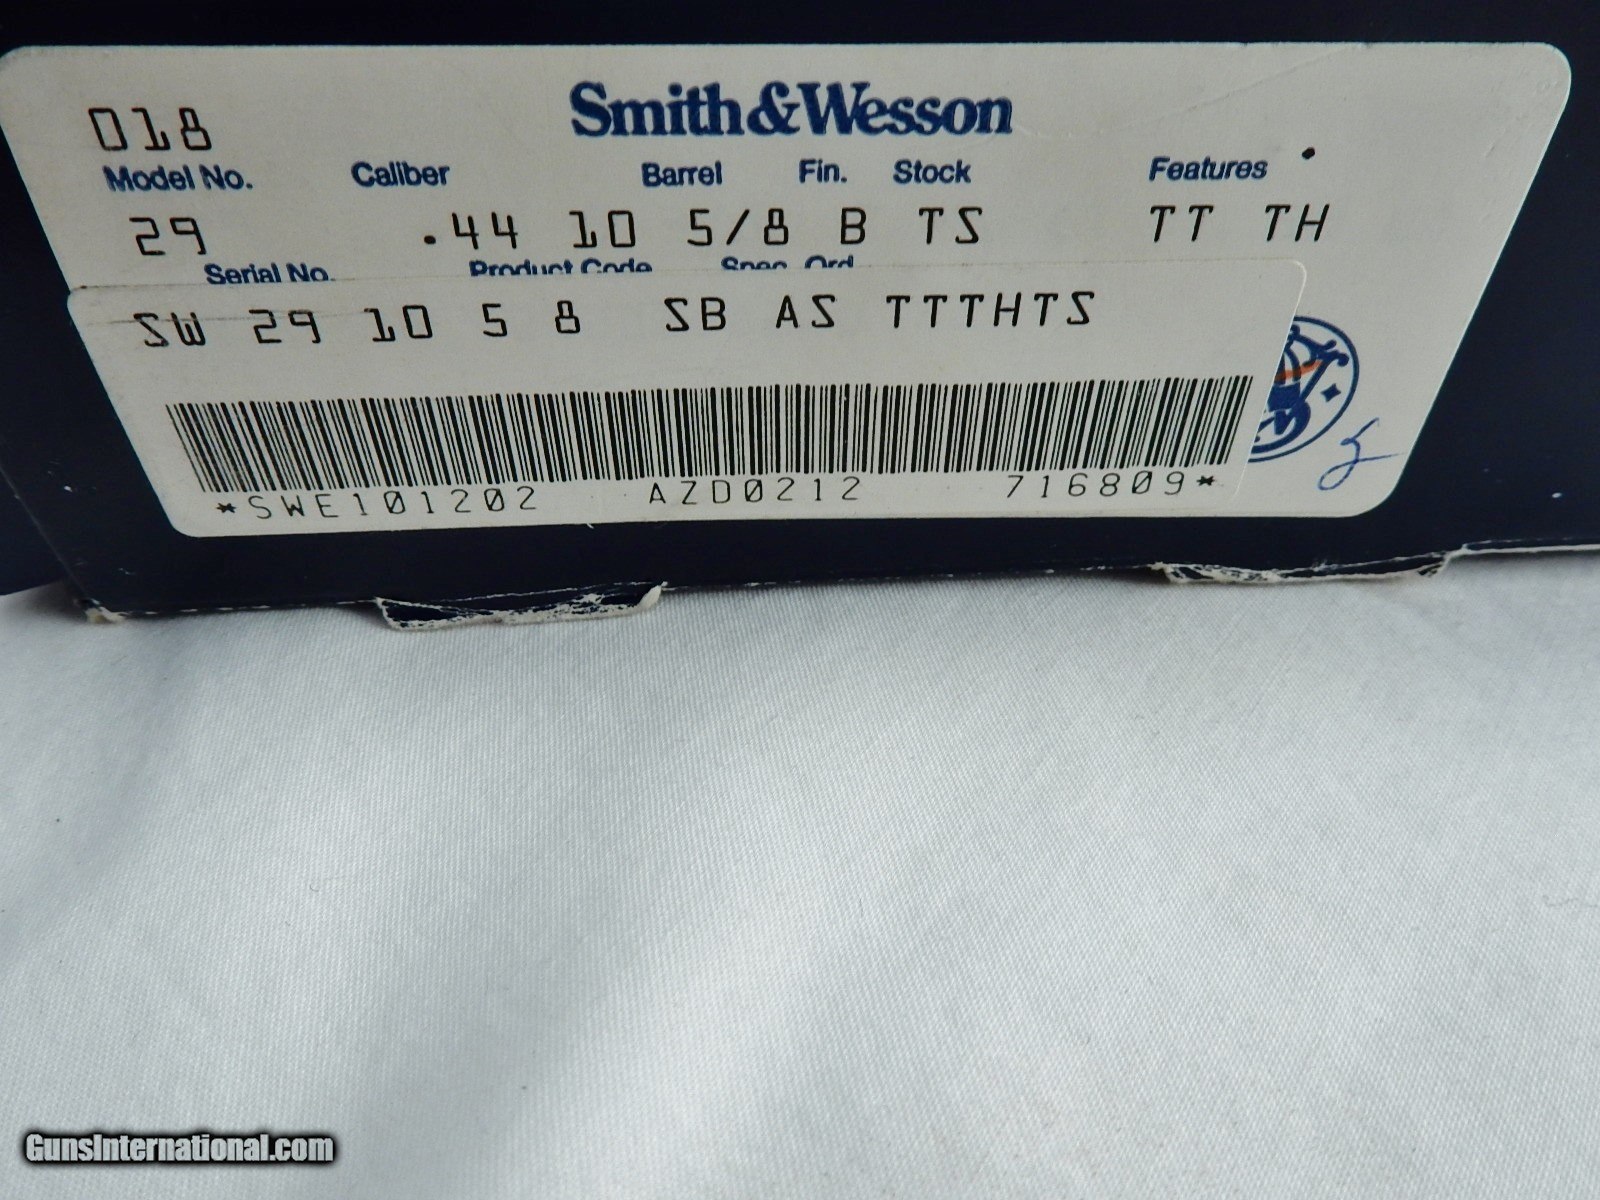 018
Smith & Wesson
Model No. Caliber Barrel Fin. Stock Features
29 .44 10 5/8 B TS TT TH
Serial No. Product Code Spec. Ord.
SW 29 10 5 8 SB AS TTTHTS
*SWE101202 AZD0212 716809*
GunsInternational.com